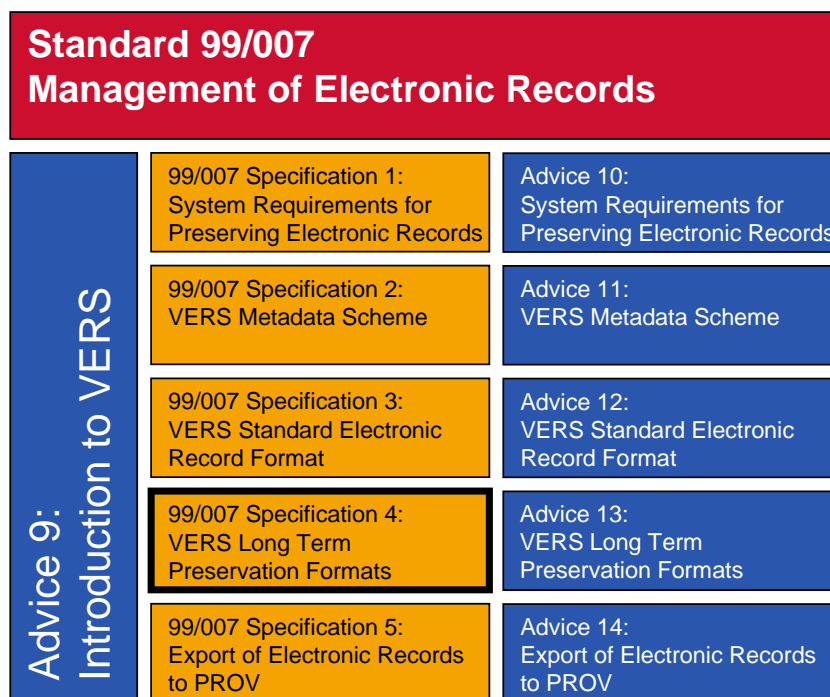 Standard 99/007
Management of Electronic Records
Advice 9:
Introduction to VERS
99/007 Specification 1:
System Requirements for
Preserving Electronic Records
Advice 10:
System Requirements for
Preserving Electronic Records
99/007 Specification 2:
VERS Metadata Scheme
Advice 11:
VERS Metadata Scheme
99/007 Specification 3:
VERS Standard Electronic
Record Format
Advice 12:
VERS Standard Electronic
Record Format
99/007 Specification 4:
VERS Long Term
Preservation Formats
Advice 13:
VERS Long Term
Preservation Formats
99/007 Specification 5:
Export of Electronic Records
to PROV
Advice 14:
Export of Electronic Records
to PROV